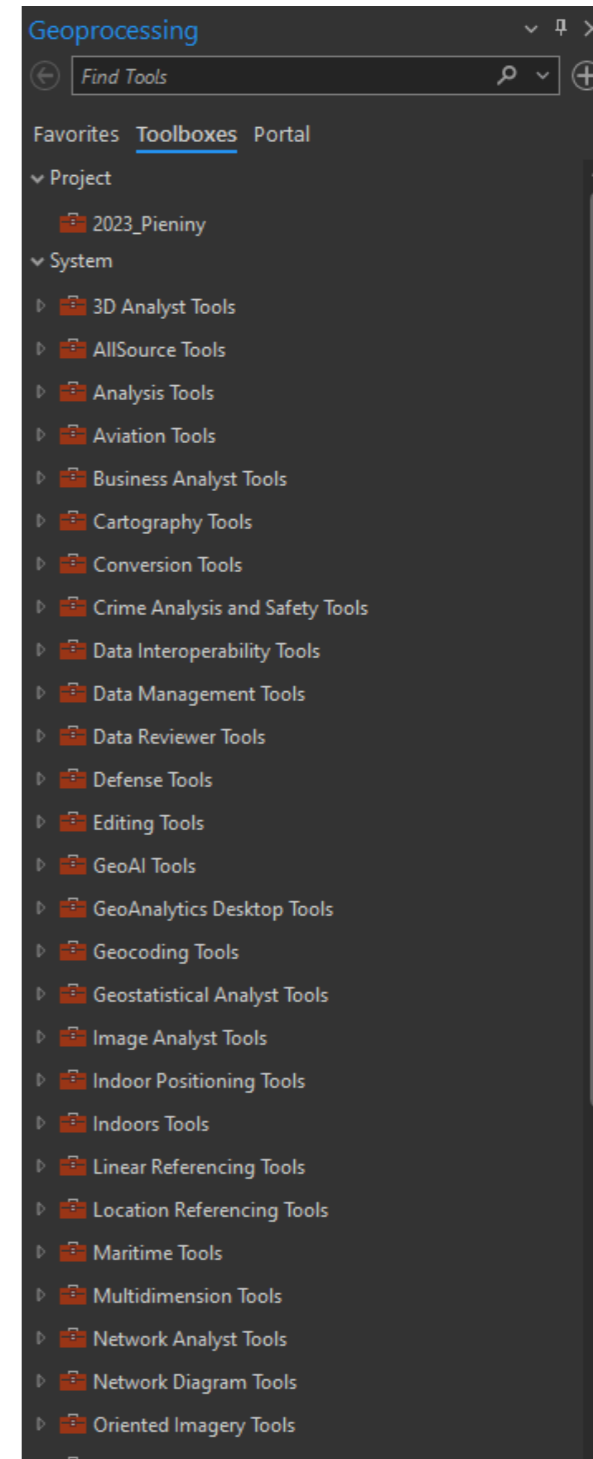 Geoprocessing
Find Tools
Favorites Toolboxes Portal
Project
2023_Pieniny
System
3D Analyst Tools
AllSource Tools
Analysis Tools
Aviation Tools
Business Analyst Tools
Cartography Tools
Conversion Tools
Crime Analysis and Safety Tools
Data Interoperability Tools
Data Management Tools
Data Reviewer Tools
Defense Tools
Editing Tools
GeoAI Tools
GeoAnalytics Desktop Tools
Geocoding Tools
Geostatistical Analyst Tools
Image Analyst Tools
Indoor Positioning Tools
Indoors Tools
Linear Referencing Tools
Location Referencing Tools
Maritime Tools
Multidimension Tools
Network Analyst Tools
Network Diagram Tools
Oriented Imagery Tools